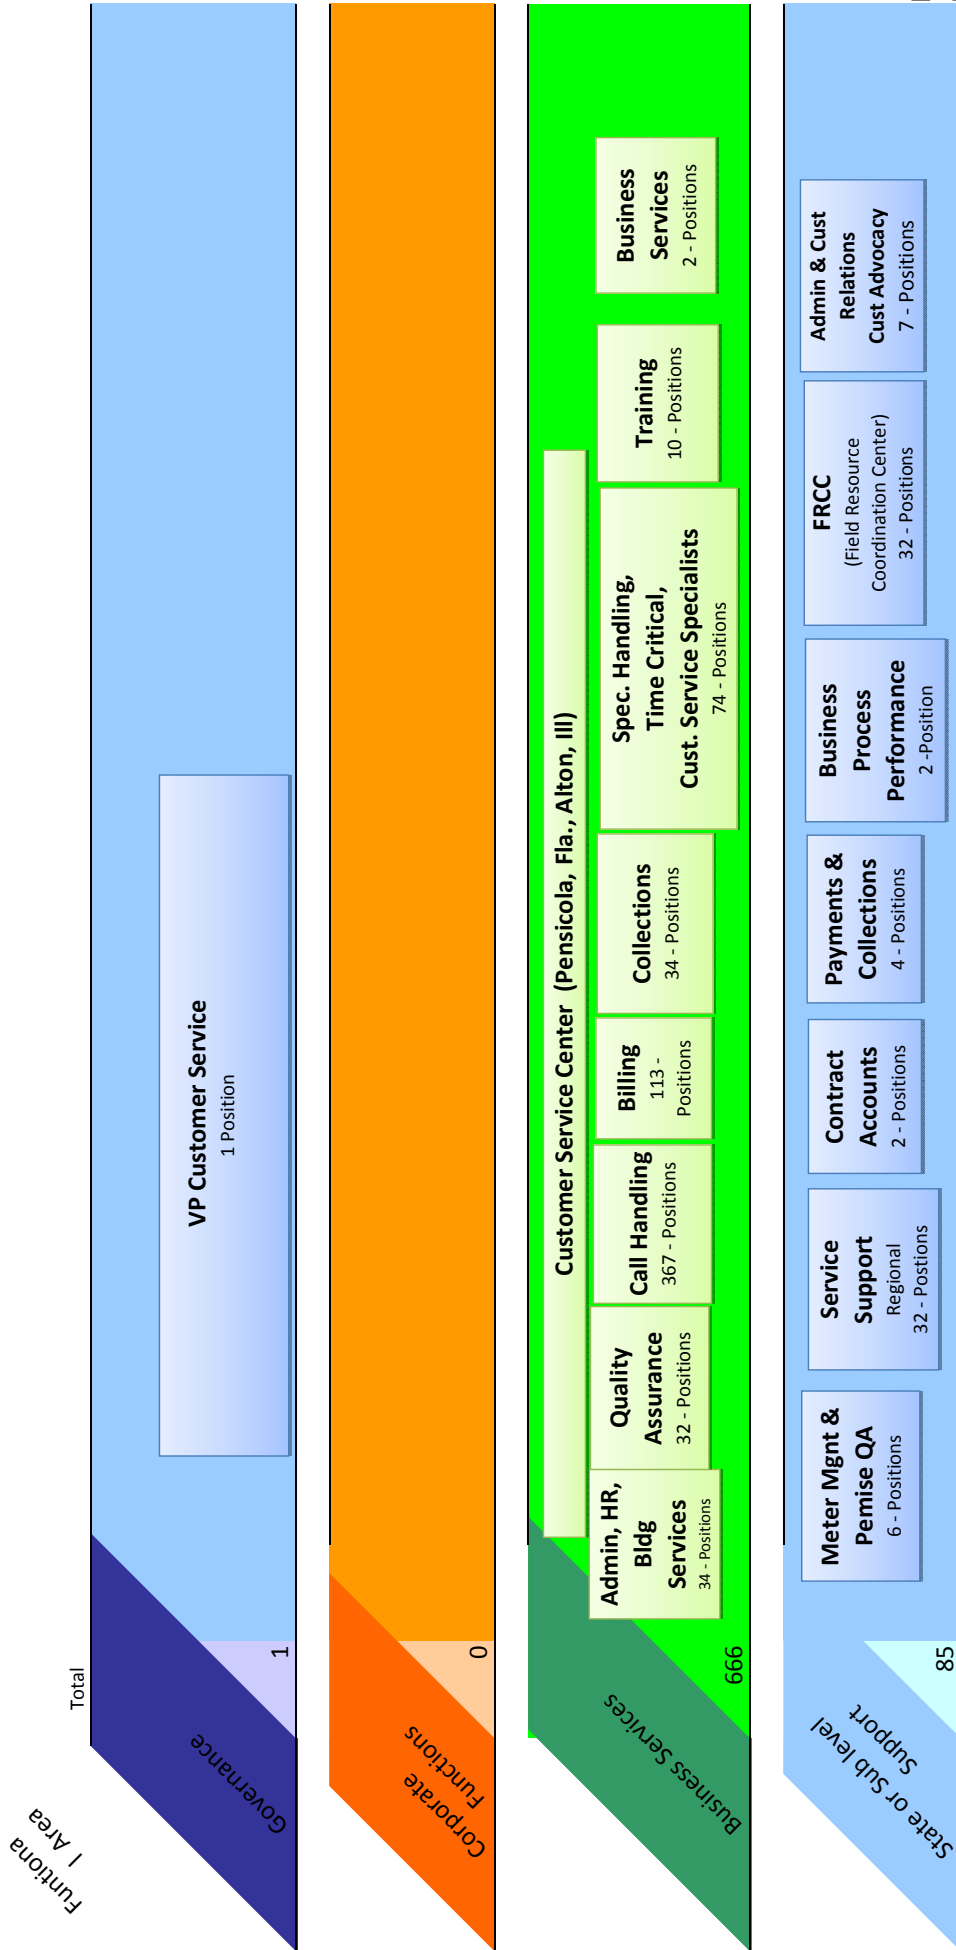 Funtiona
l Area
Total
Governance
1
VP Customer Service
1 Position
Corporate
Functions
0
Business Services
666
Customer Service Center (Pensicola, Fla., Alton, Ill)
Admin, HR,
Bldg
Services
34 - Positions
Quality
Assurance
32 - Positions
Call Handling
367 - Positions
Billing
113 -
Positions
Collections
34 - Positions
Spec. Handling,
Time Critical,
Cust. Service Specialists
74 - Positions
Training
10 - Positions
Business
Services
2 - Positions
State or Sub level
Support
85
Meter Mgnt &
Pemise QA
6 - Positions
Service
Support
Regional
32 - Postions
Contract
Accounts
2 - Positions
Payments &
Collections
4 - Positions
Business
Process
Performance
2 -Position
FRCC
(Field Resource
Coordination Center)
32 - Positions
Admin & Cust
Relations
Cust Advocacy
7 - Positions